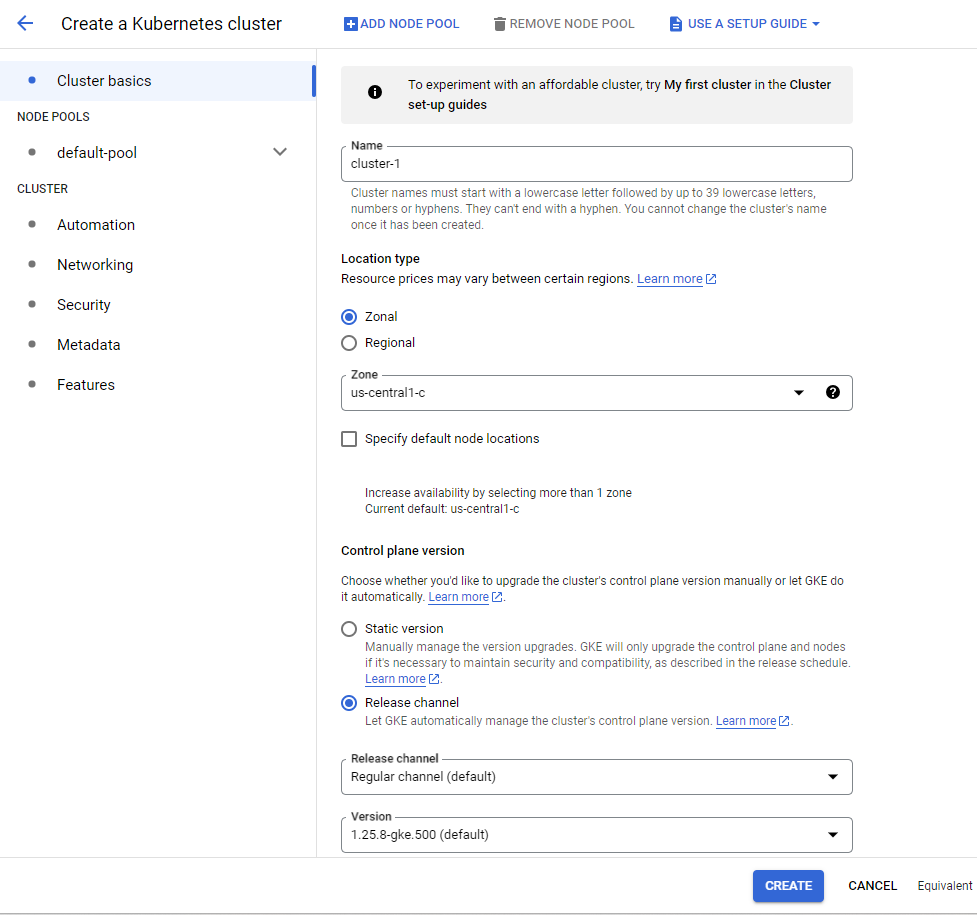 Create a Kubernetes cluster
ADD NODE POOL
REMOVE NODE POOL
USE A SETUP GUIDE
Cluster basics
NODE POOLS
default-pool
CLUSTER
Automation
Networking
Security
Metadata
Features
To experiment with an affordable cluster, try My first cluster in the Cluster
set-up guides
Name
cluster-1
Cluster names must start with a lowercase letter followed by up to 39 lowercase letters,
numbers or hyphens. They can't end with a hyphen. You cannot change the cluster's name
once it has been created.
Location type
Resource prices may vary between certain regions. Learn more
Zonal
Regional
Zone
us-central1-c
Specify default node locations
Increase availability by selecting more than 1 zone
Current default: us-central1-c
Control plane version
Choose whether you'd like to upgrade the cluster's control plane version manually or let GKE do
it automatically. Learn more.
Static version
Manually manage the version upgrades. GKE will only upgrade the control plane and nodes
if it's necessary to maintain security and compatibility, as described in the release schedule.
Learn more.
Release channel
Let GKE automatically manage the cluster's control plane version. Learn more.
Release channel
Regular channel (default)
Version
1.25.8-gke.500 (default)
CREATE
CANCEL
Equivalent